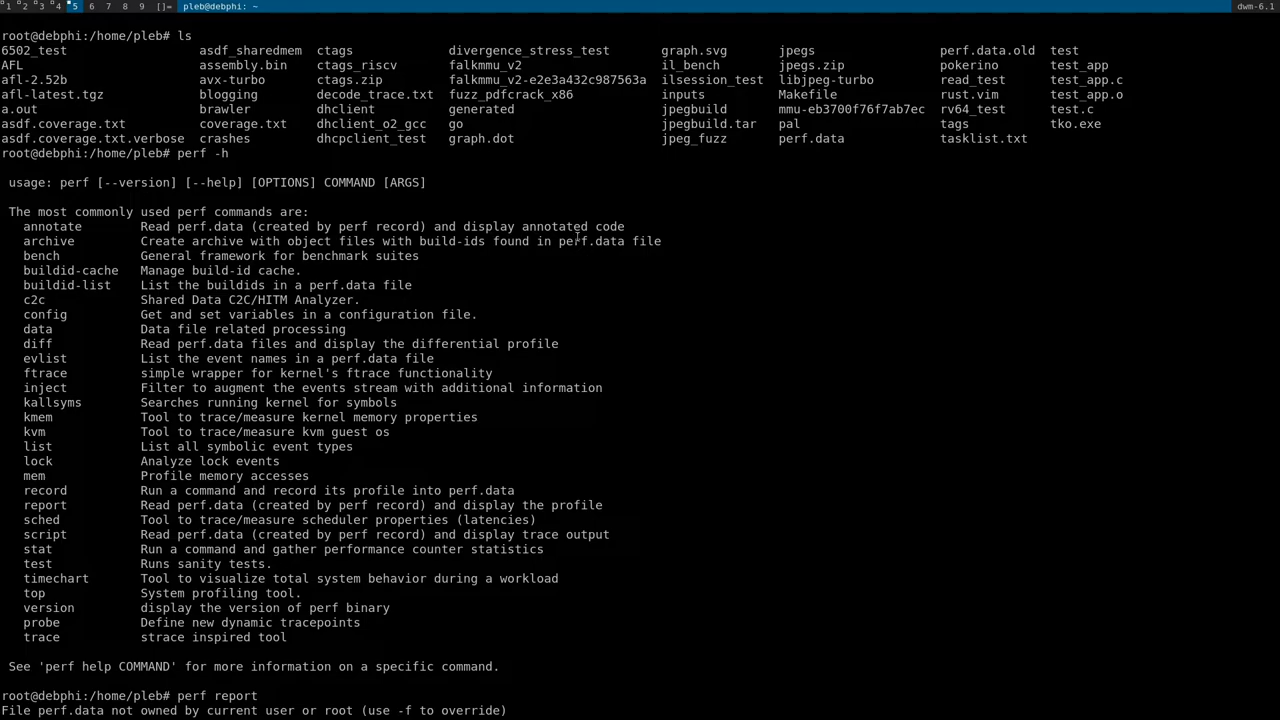 1 2 3 4 5 6 7 8 9 []= pleb@debphi: ~ dwm-6.1
root@debphi:/home/pleb# ls
6502_test asdf_sharedmem ctags divergence_stress_test graph.svg jpegs perf.data.old test
AFL assembly.bin ctags_riscv falkmmu_v2 il_bench jpegs.zip pokerino test_app
afl-2.52b avx-turbo ctags.zip falkmmu_v2-e2e3a432c987563a ilsession_test libjpeg-turbo read_test test_app.c
afl-latest.tgz blogging decode_trace.txt fuzz_pdfcrack_x86 inputs Makefile rust.vim test_app.o
a.out brawler dhclient generated jpegbuild mmu-eb3700f76f7ab7ec rv64_test test.c
asdf.coverage.txt coverage.txt dhclient_o2_gcc go jpegbuild.tar pal tags tko.exe
asdf.coverage.txt.verbose crashes dhcpclient_test graph.dot jpeg_fuzz perf.data tasklist.txt
root@debphi:/home/pleb# perf -h
usage: perf [--version] [--help] [OPTIONS] COMMAND [ARGS]
The most commonly used perf commands are:
annotate Read perf.data (created by perf record) and display annotated code
archive Create archive with object files with build-ids found in perf.data file
bench General framework for benchmark suites
buildid-cache Manage build-id cache.
buildid-list List the buildids in a perf.data file
c2c Shared Data C2C/HITM Analyzer.
config Get and set variables in a configuration file.
data Data file related processing
diff Read perf.data files and display the differential profile
evlist List the event names in a perf.data file
ftrace simple wrapper for kernel's ftrace functionality
inject Filter to augment the events stream with additional information
kallsyms Searches running kernel for symbols
kmem Tool to trace/measure kernel memory properties
kvm Tool to trace/measure kvm guest os
list List all symbolic event types
lock Analyze lock events
mem Profile memory accesses
record Run a command and record its profile into perf.data
report Read perf.data (created by perf record) and display the profile
sched Tool to trace/measure scheduler properties (latencies)
script Read perf.data (created by perf record) and display trace output
stat Run a command and gather performance counter statistics
test Runs sanity tests.
timechart Tool to visualize total system behavior during a workload
top System profiling tool.
version display the version of perf binary
probe Define new dynamic tracepoints
trace strace inspired tool
See 'perf help COMMAND' for more information on a specific command.
root@debphi:/home/pleb# perf report
File perf.data not owned by current user or root (use -f to override)